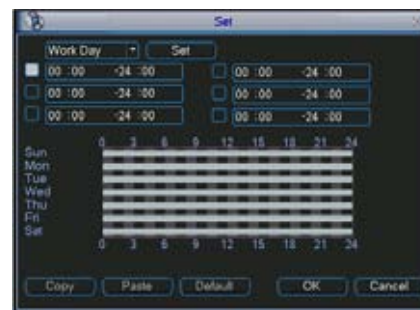 Set
Work Day Set
00 :00 -24 :00 00 :00 -24 :00
00 :00 -24 :00 00 :00 -24 :00
00 :00 -24 :00 00 :00 -24 :00
0 3 6 9 12 15 18 21 24
Sun
Mon
Tue
Wed
Thu
Fri
Sat
0 3 6 9 12 15 18 21 24
Copy Paste Default OK Cancel